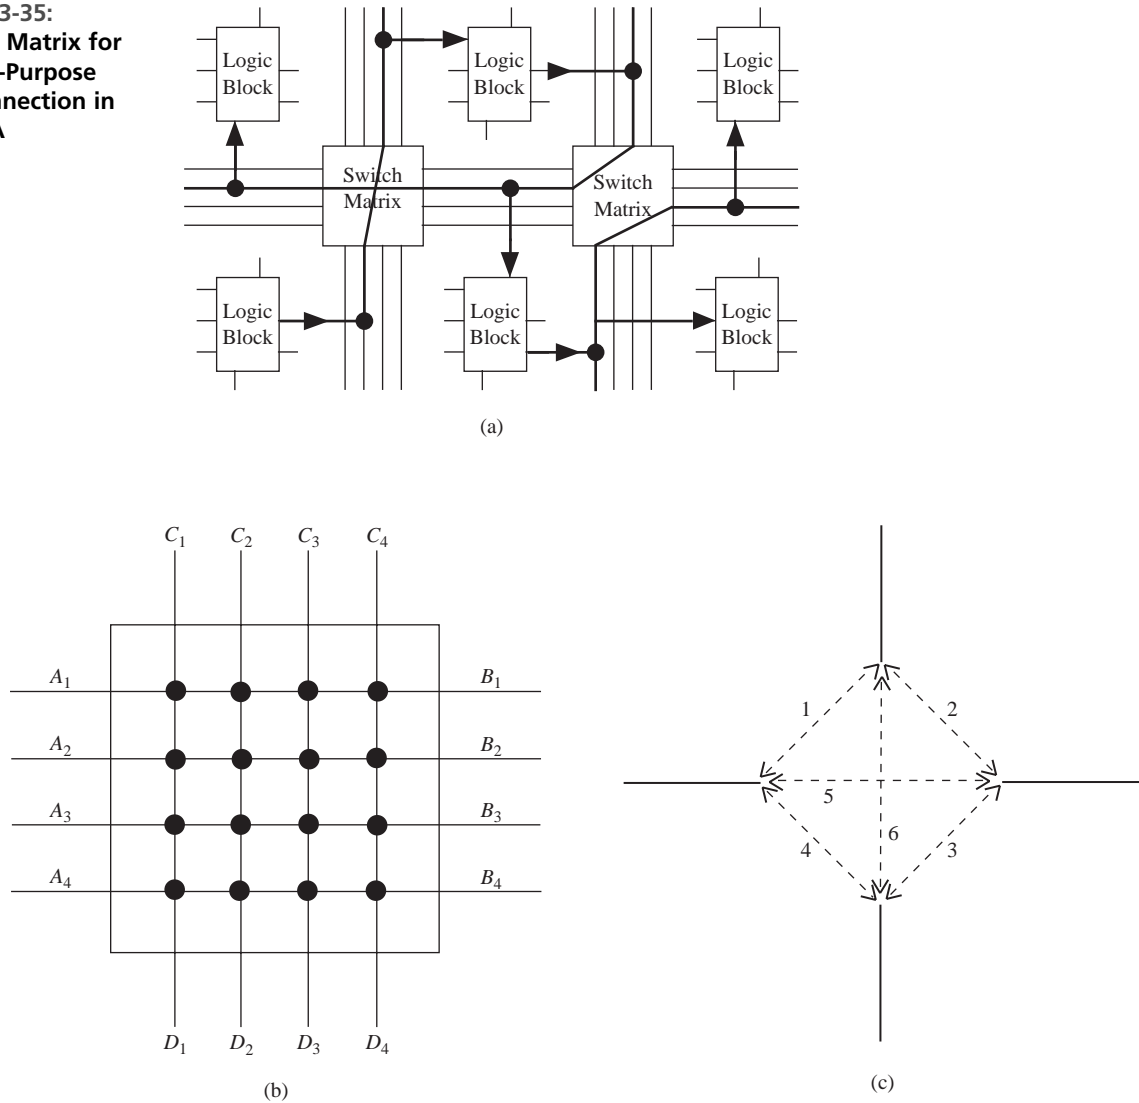 3-35:
Matrix for
-Purpose
nnection in
A
Logic
Block
Logic
Block
Logic
Block
Switch
Matrix
Switch
Matrix
Logic
Block
Logic
Block
Logic
Block
(a)
C1 C2 C3 C4
A1 B1
A2 B2
A3 B3
A4 B4
D1 D2 D3 D4
(b)
1 2
5
6
4 3
(c)